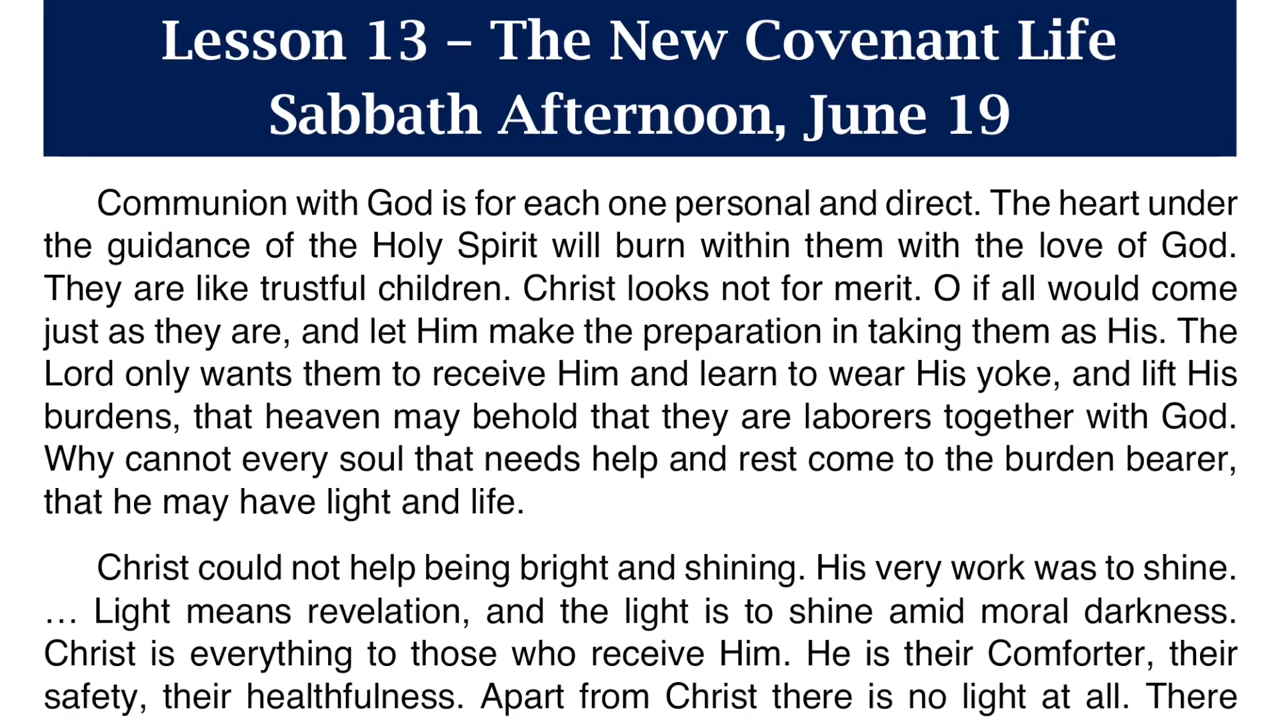 Lesson 13 – The New Covenant Life
Sabbath Afternoon, June 19
Communion with God is for each one personal and direct. The heart under
the guidance of the Holy Spirit will burn within them with the love of God.
They are like trustful children. Christ looks not for merit. O if all would come
just as they are, and let Him make the preparation in taking them as His. The
Lord only wants them to receive Him and learn to wear His yoke, and lift His
burdens, that heaven may behold that they are laborers together with God.
Why cannot every soul that needs help and rest come to the burden bearer,
that he may have light and life.
Christ could not help being bright and shining. His very work was to shine.
… Light means revelation, and the light is to shine amid moral darkness.
Christ is everything to those who receive Him. He is their Comforter, their
safety, their healthfulness. Apart from Christ there is no light at all. There